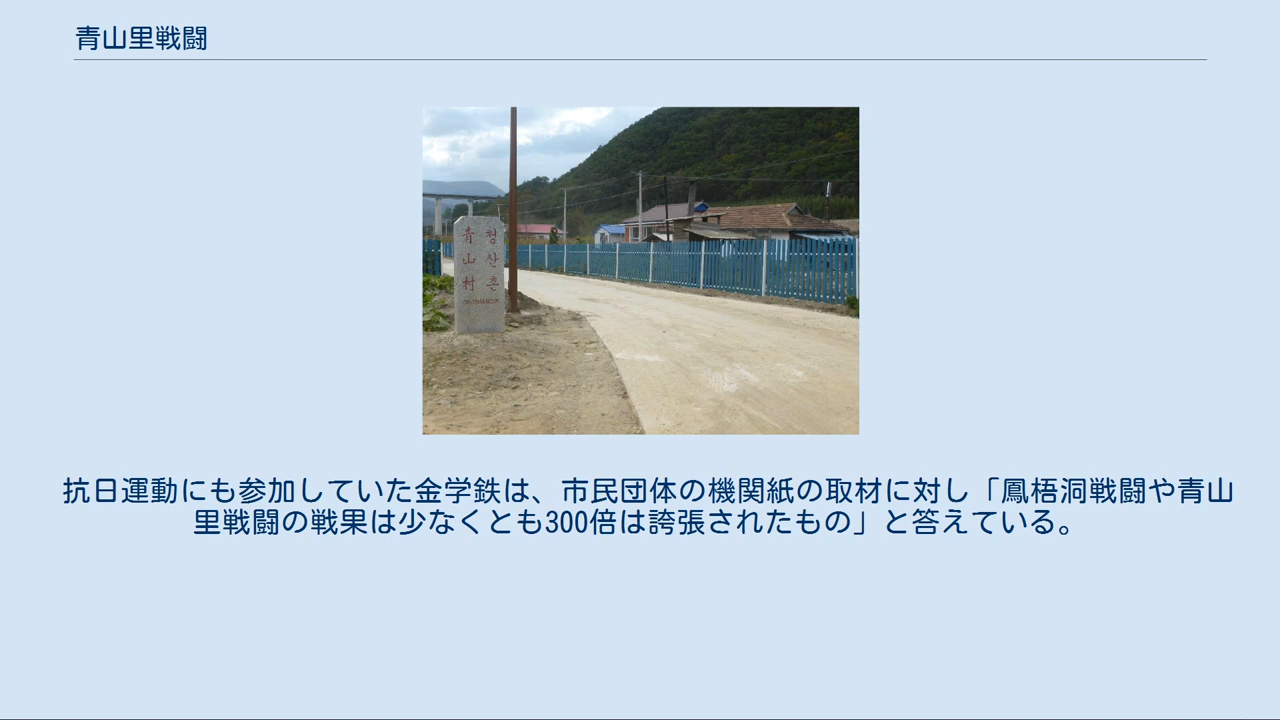 青山里戦闘
青 청
山 산
村 촌
抗日運動にも参加していた金学鉄は、市民団体の機関紙の取材に対し「鳳梧洞戦闘や青山
里戦闘の戦果は少なくとも300倍は誇張されたもの」と答えている。